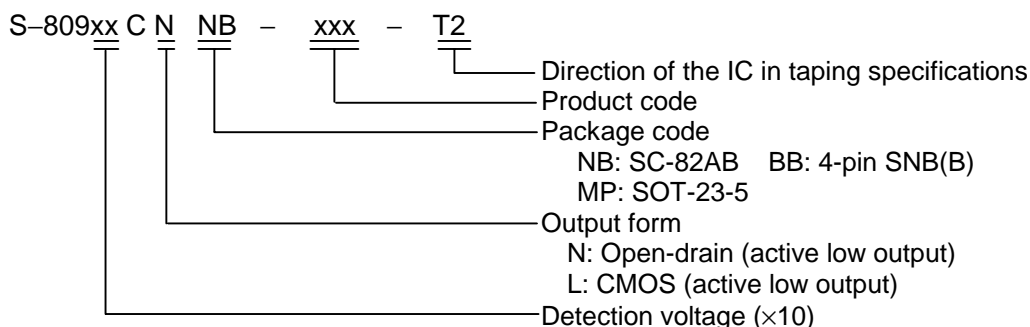 S–809xx C N NB – xxx – T2
Direction of the IC in taping specifications
Product code
Package code
NB: SC-82AB BB: 4-pin SNB(B)
MP: SOT-23-5
Output form
N: Open-drain (active low output)
L: CMOS (active low output)
Detection voltage (×10)